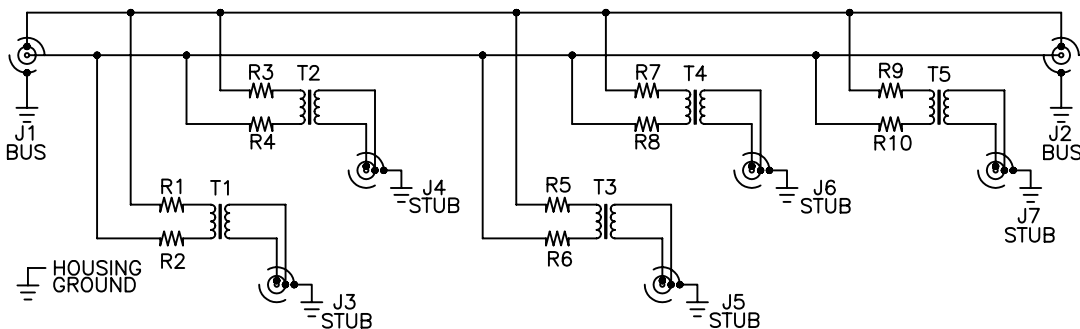 R3
T2
R4
R7
T4
R8
R9
T5
R10
J1
BUS
J2
BUS
J4
STUB
J6
STUB
J7
STUB
R1
T1
R2
R5
T3
R6
HOUSING
GROUND
J3
STUB
J5
STUB